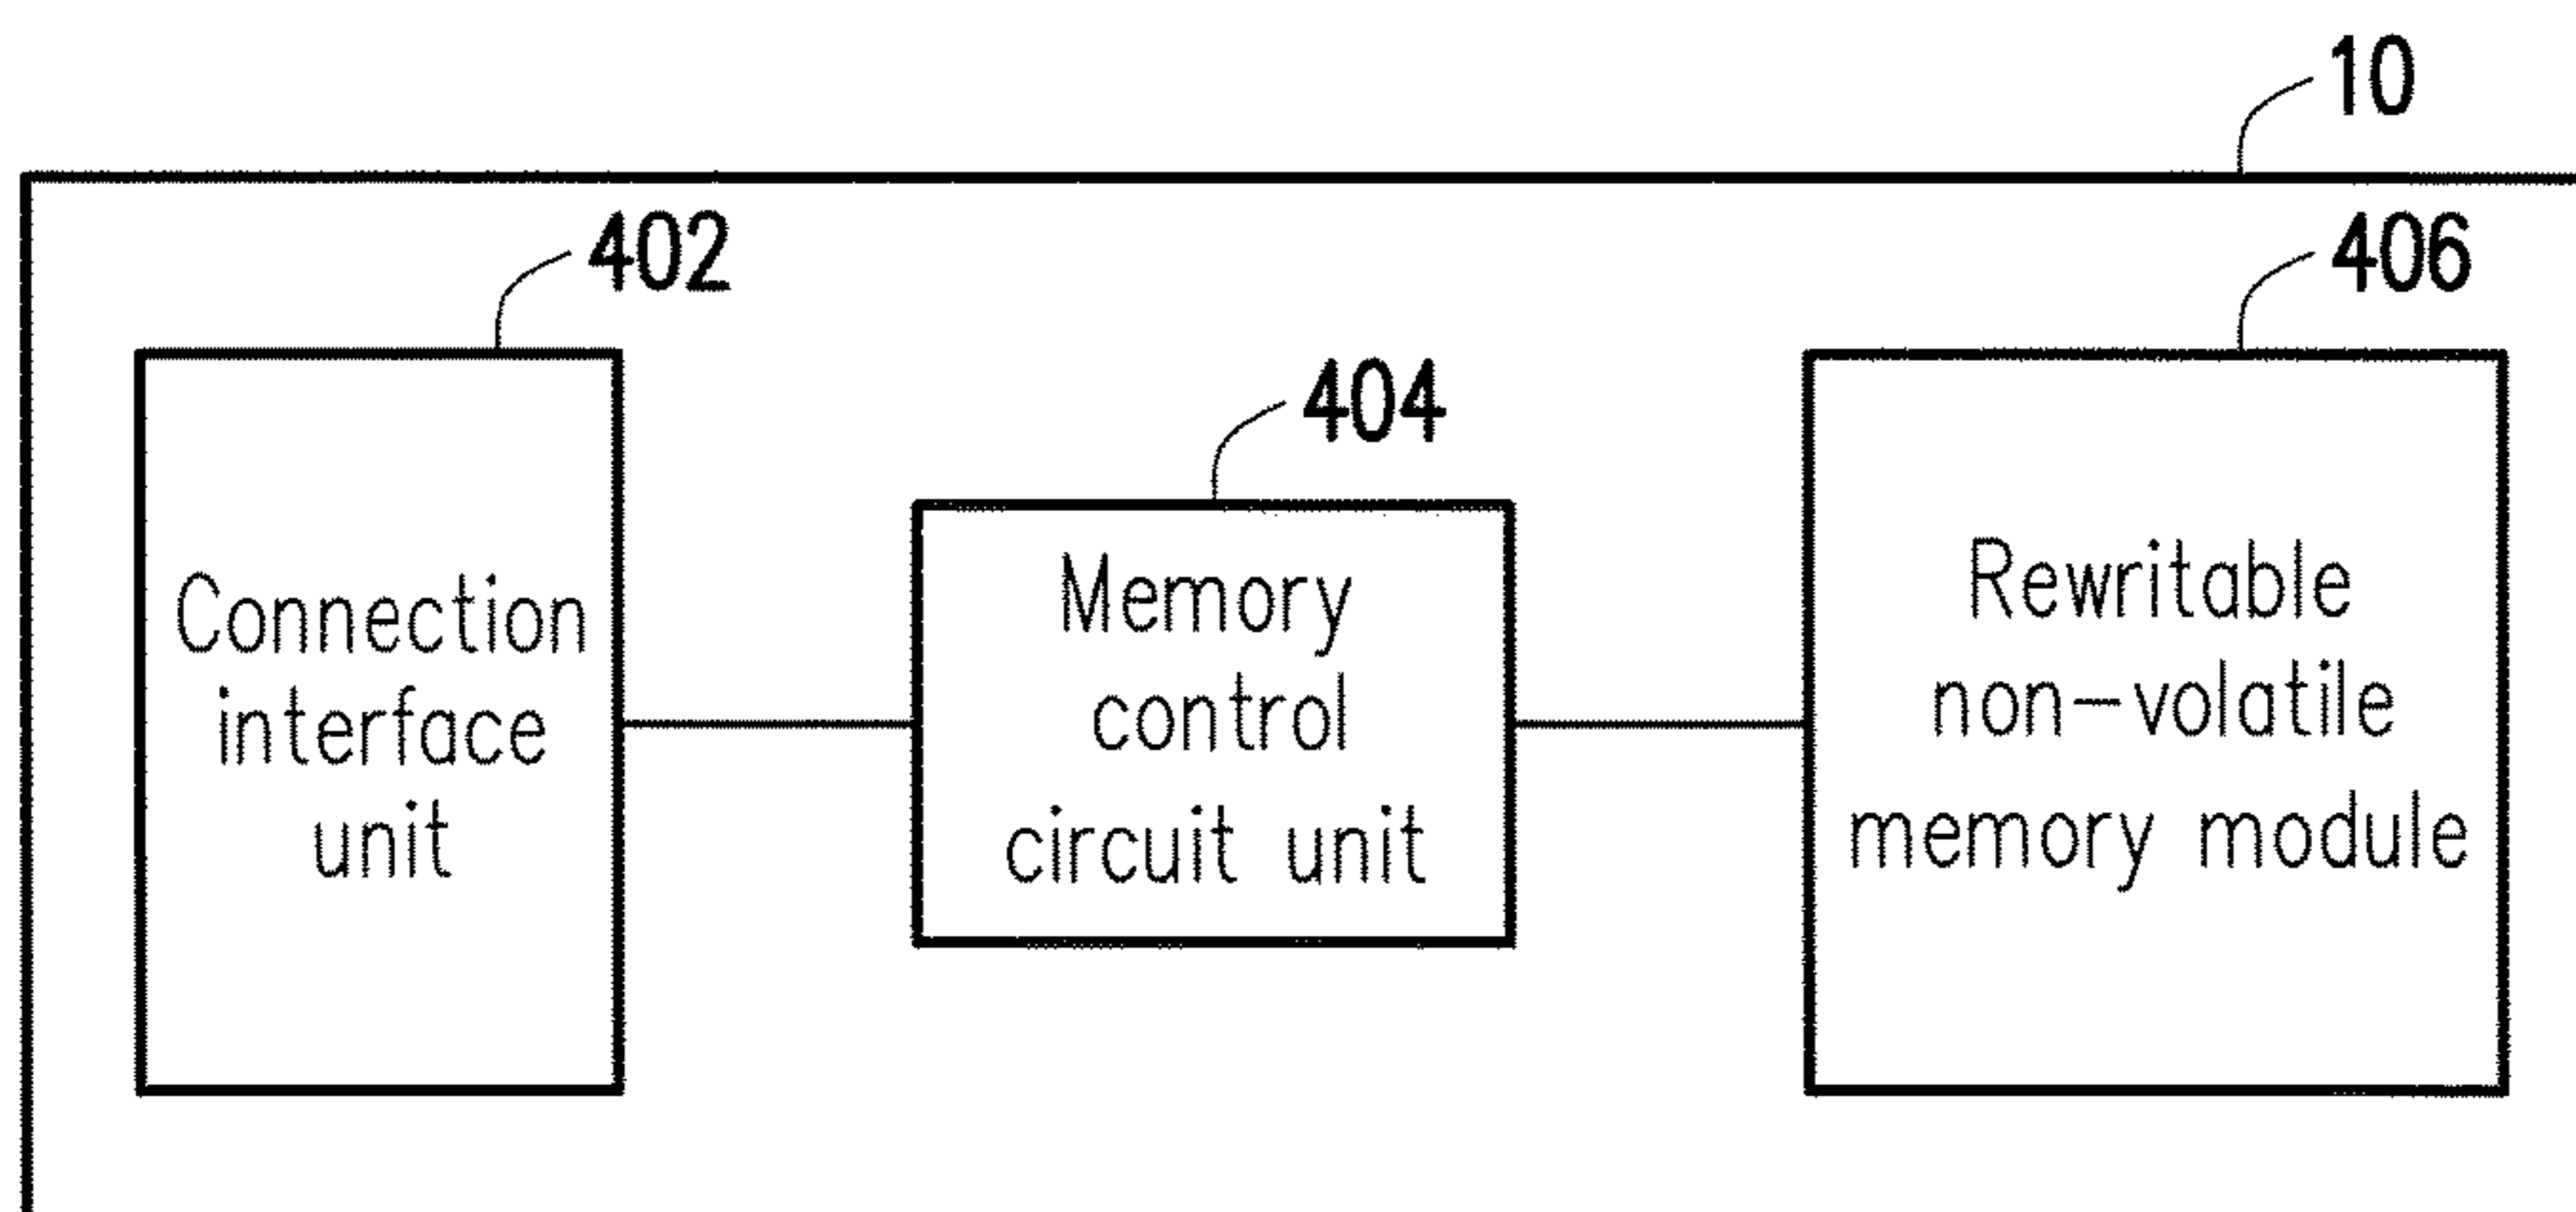 10
402
406
404
Connection
interface
unit
Memory
control
circuit unit
Rewritable
non-volatile
memory module